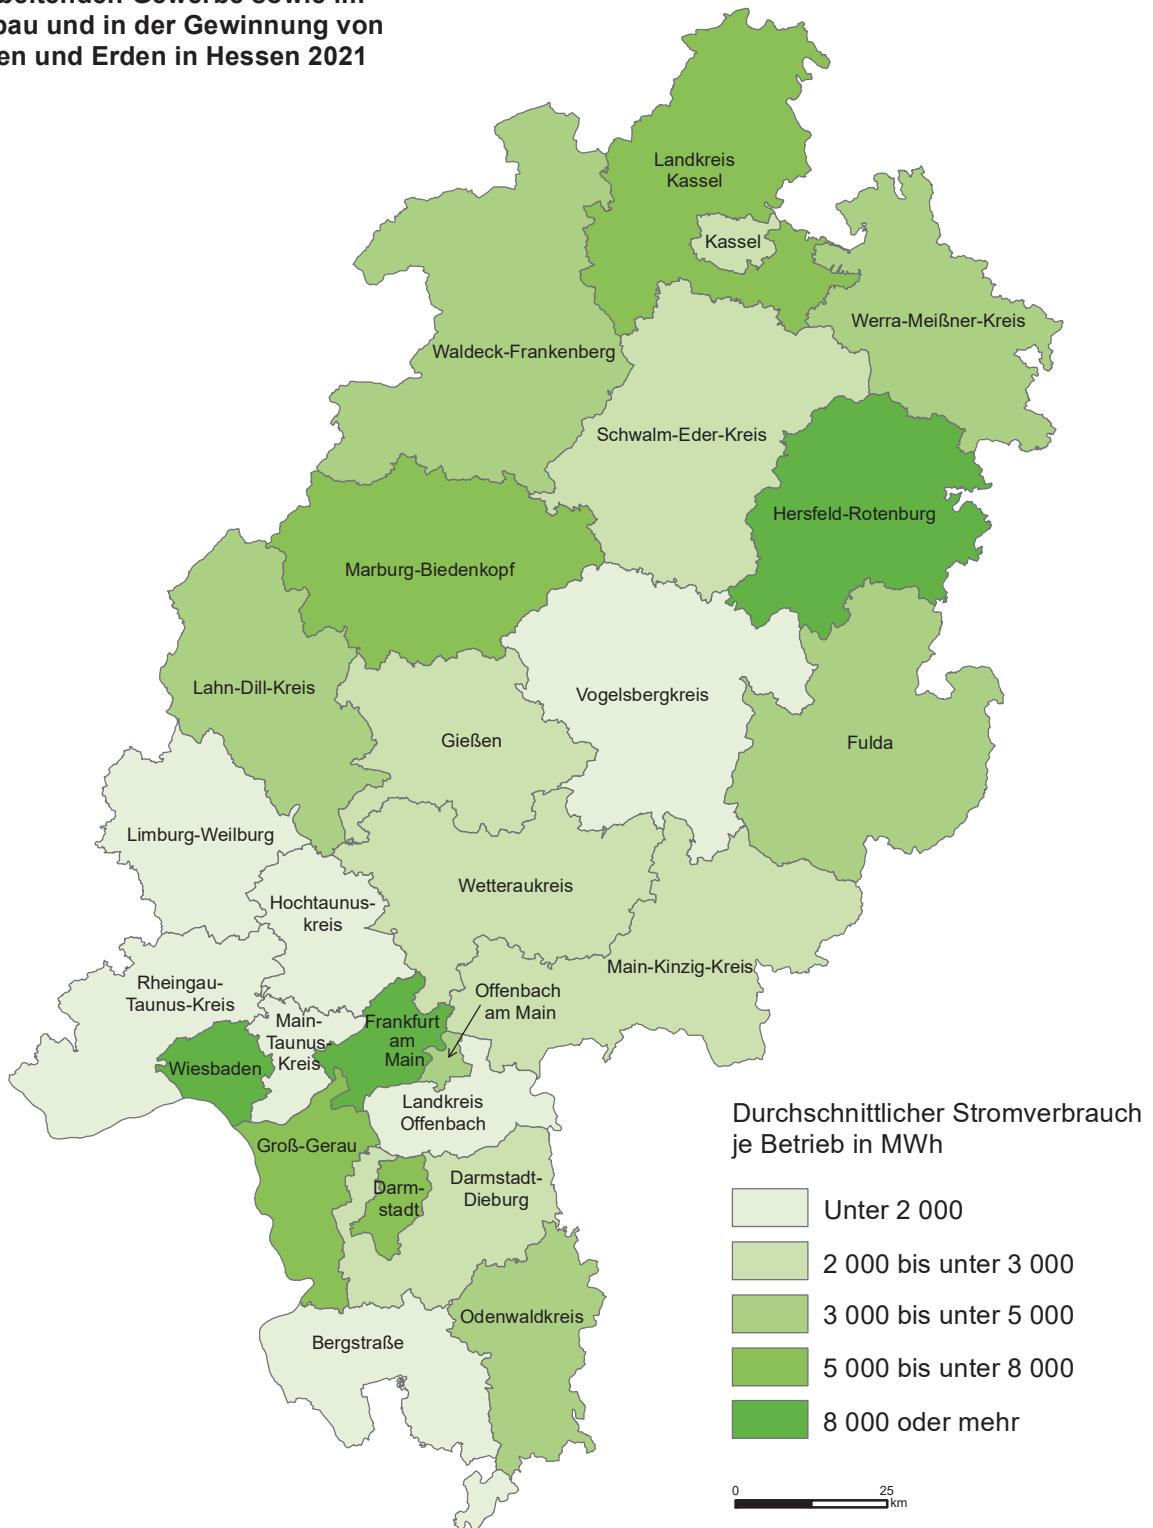 und in der Gewinnung von
und Erden in Hessen 2021
Landkreis
Kassel
Kassel
Werra-Meißner-Kreis
Waldeck-Frankenberg
Schwalm-Eder-Kreis
Hersfeld-Rotenburg
Marburg-Biedenkopf
Lahn-Dill-Kreis
Vogelsbergkreis
Gießen
Fulda
Limburg-Weilburg
Wetteraukreis
Hochtaunus-
kreis
Main-Kinzig-Kreis
Rheingau-
Taunus-Kreis
Offenbach
am Main
Main-
Taunus-
Kreis
Frankfurt
am
Main
Wiesbaden
Landkreis
Offenbach
Groß-Gerau
Darm-
stadt
Darmstadt-
Dieburg
Odenwaldkreis
Bergstraße
Durchschnittlicher Stromverbrauch
je Betrieb in MWh
Unter 2 000
2 000 bis unter 3 000
3 000 bis unter 5 000
5 000 bis unter 8 000
8 000 oder mehr
0 25
km